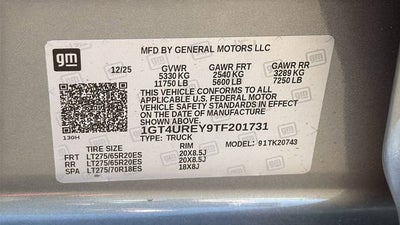 gm
MFD BY GENERAL MOTORS LLC
12/25 GVWR GAWR FRT GAWR RR
5330 KG 2540 KG 3289 KG
11750 LB 5600 LB 7250 LB
THIS VEHICLE CONFORMS TO ALL
APPLICABLE U.S. FEDERAL MOTOR
VEHICLE SAFETY STANDARDS IN EFFECT
ON THE DATE OF MANUFACTURE
SHOWN ABOVE.
1GT4UREY9TF201731
130H TYPE: TRUCK
TIRE SIZE RIM MODEL: 91TK20743
FRT LT275/65R20ES 20X8.5J
RR LT275/65R20ES 20X8.5J
SPA LT275/70R18ES 18X8J